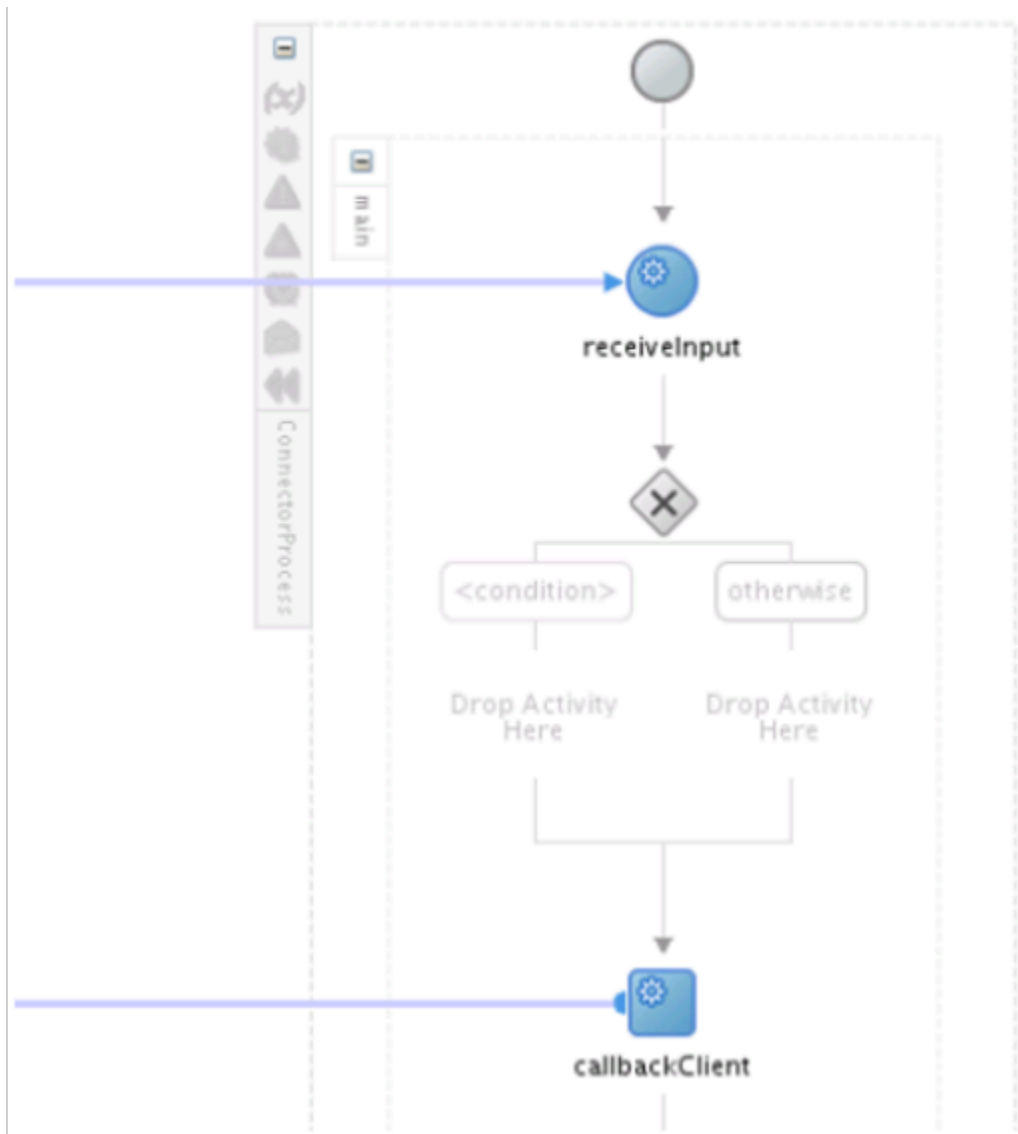 main
receiveInput
ConnectorProcess
<condition>
otherwise
Drop Activity
Here
Drop Activity
Here
callbackClient